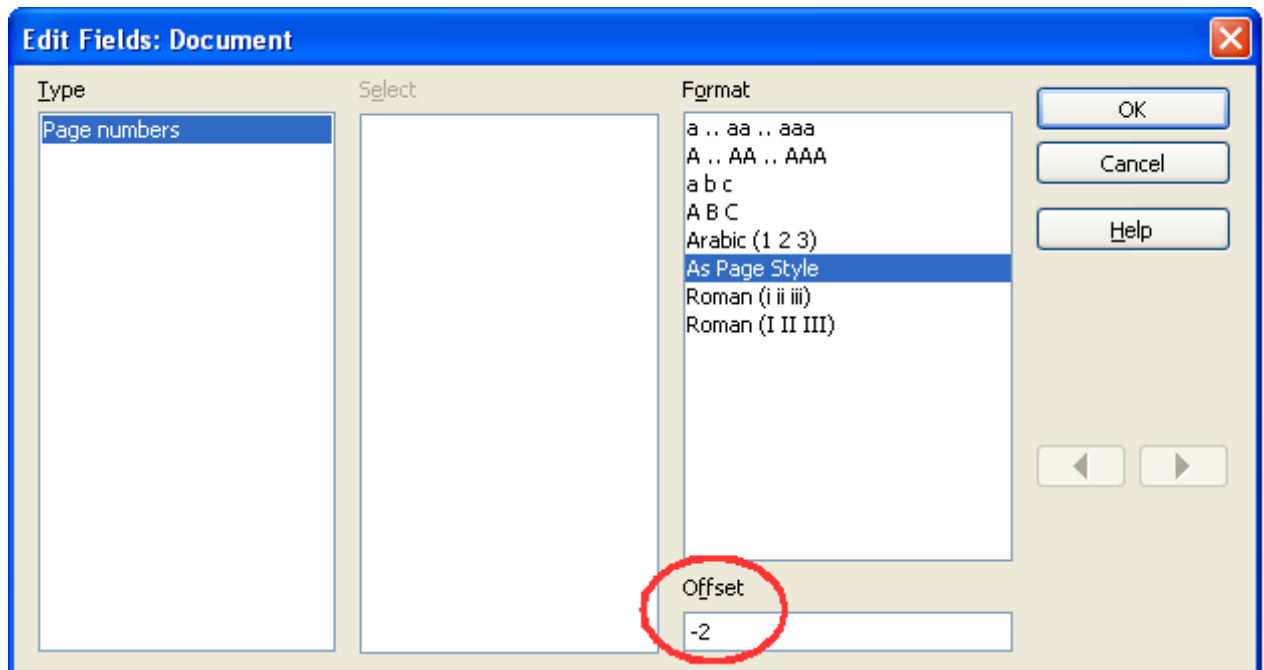 Edit Fields: Document
Type
Select
Format
Page numbers
a .. aa .. aaa
A .. AA .. AAA
a b c
A B C
Arabic (1 2 3)
As Page Style
Roman (i ii iii)
Roman (I II III)
OK
Cancel
Help
Offset
-2